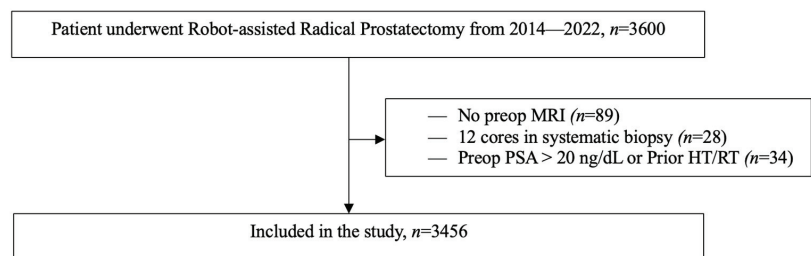 Patient underwent Robot-assisted Radical Prostatectomy from 2014—2022, n=3600
— No preop MRI (n=89)
— 12 cores in systematic biopsy (n=28)
— Preop PSA > 20 ng/dL or Prior HT/RT (n=34)
Included in the study, n=3456